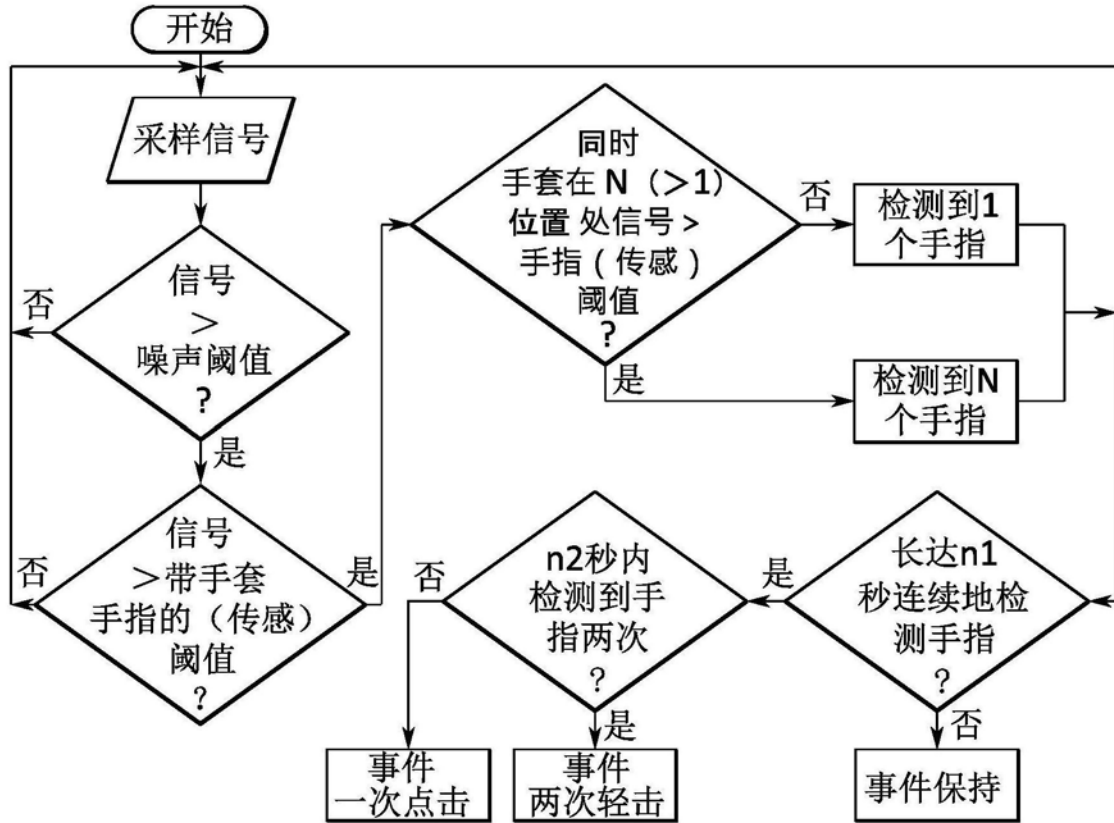 开始
采样信号
信号
＞
噪声阈值
?
否
是
信号
＞带手套
手指的（传感）
阈值
?
否
是
同时
手套在 N（>1）
位置 处信号 >
手指（传感）
阈值
?
否
是
检测到1
个手指
检测到N
个手指
长达n1
秒连续地检
测手指
?
是
否
n2秒内
检测到手
指两次
?
否
是
事件
一次点击
事件
两次轻击
事件保持